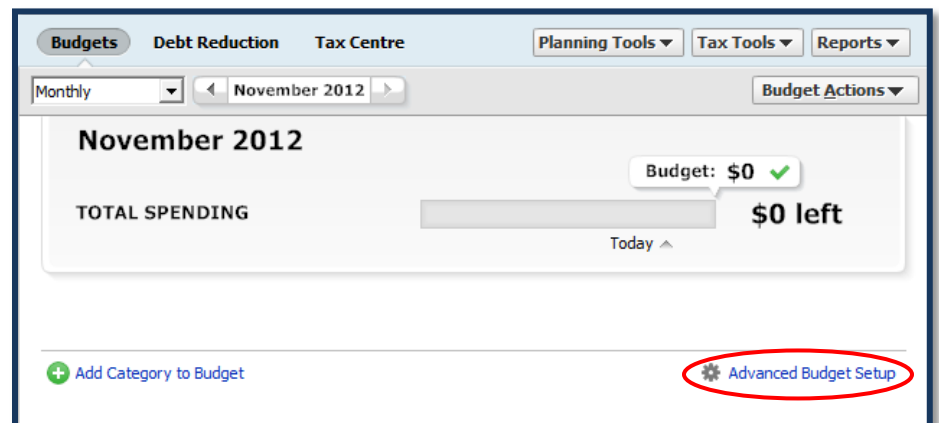 Budgets Debt Reduction Tax Centre Planning Tools Tax Tools Reports
Monthly November 2012 Budget Actions
November 2012
Budget: $0
TOTAL SPENDING $0 left
Today
Add Category to Budget Advanced Budget Setup